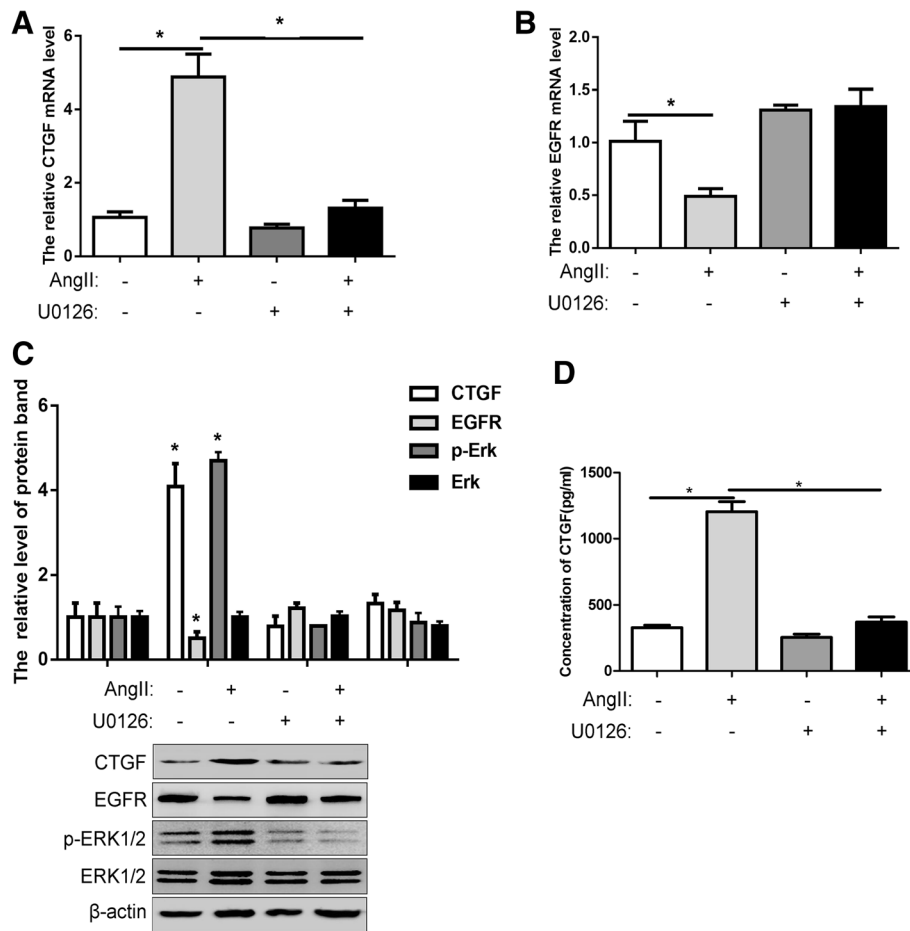 A
The relative CTGF mRNA level
6
4
2
0
*
*
AngII: - + - +
U0126: - - + +
B
The relative EGFR mRNA level
2.0
1.5
1.0
0.5
0.0
*
AngII: - + - +
U0126: - - + +
C
The relative level of protein band
6
4
2
0
*
*
*
CTGF
EGFR
p-Erk
Erk
AngII: - + - +
U0126: - - + +
CTGF
EGFR
p-ERK1/2
ERK1/2
β-actin
D
Concentration of CTGF(pg/ml)
1500
1000
500
0
*
*
AngII: - + - +
U0126: - - + +